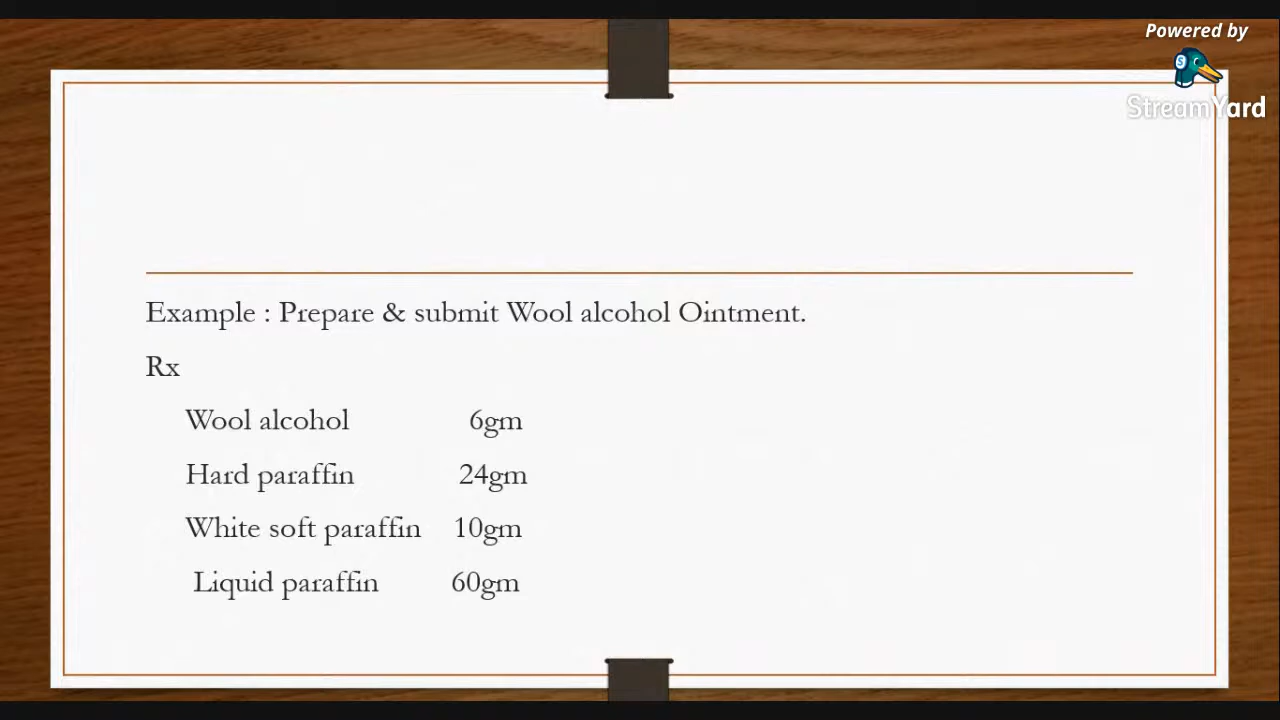 Powered by
StreamYard
Example : Prepare & submit Wool alcohol Ointment.
Rx
Wool alcohol 6gm
Hard paraffin 24gm
White soft paraffin 10gm
Liquid paraffin 60gm